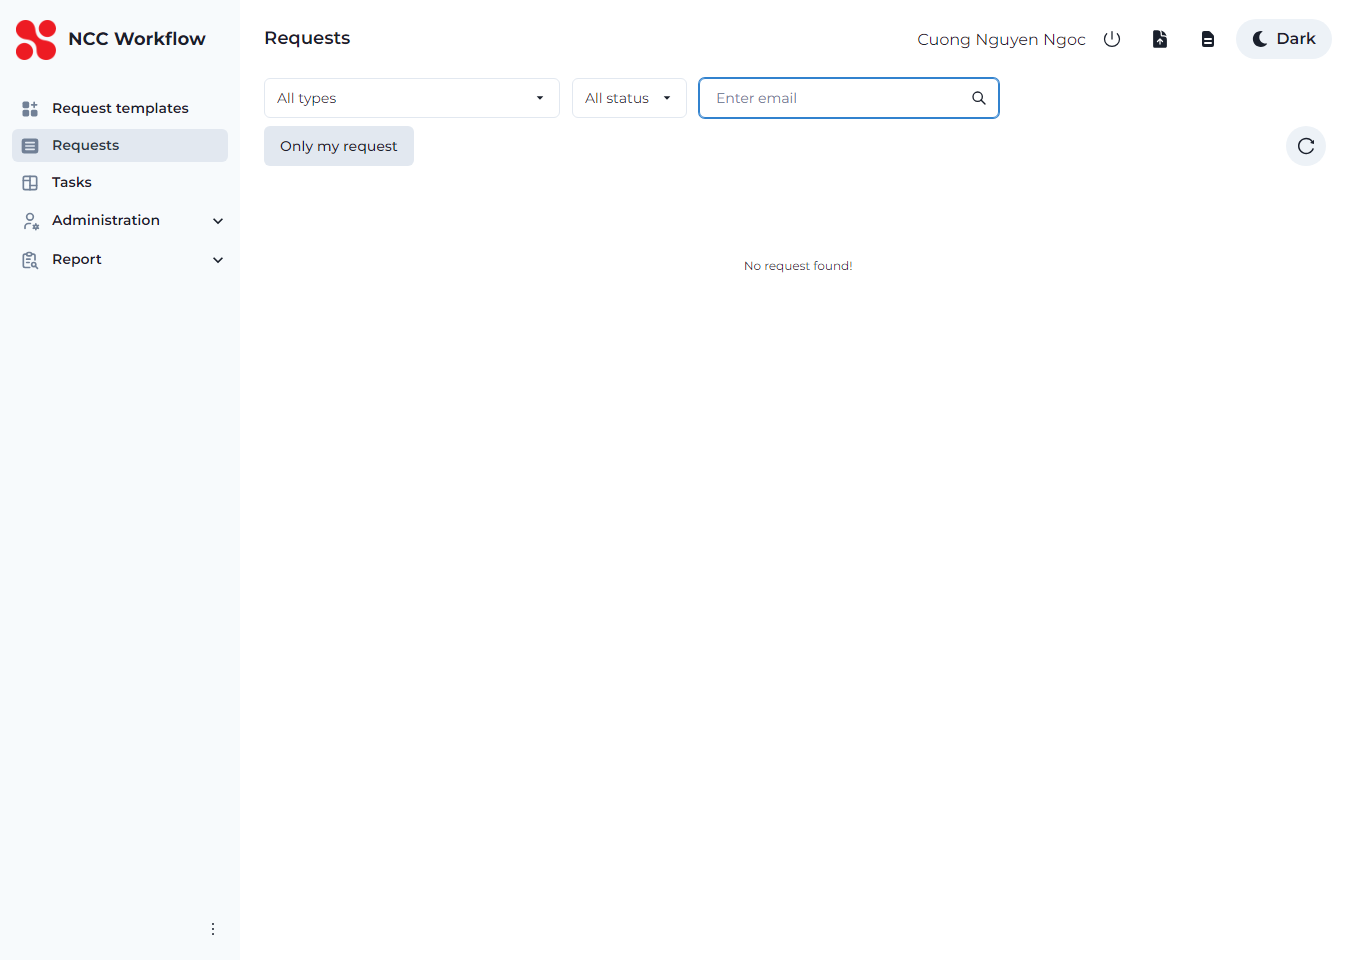 NCC Workflow
Request templates
Requests
Tasks
Administration
Report
Requests
Cuong Nguyen Ngoc
Dark
All types
All status
Enter email
Only my request
No request found!